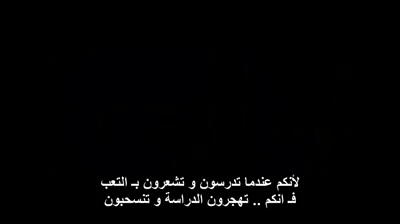 لأنكم عندما تدرسون و تشعرون بـ التعب
فـ انكم .. تهجرون الدراسة و تنسحبون